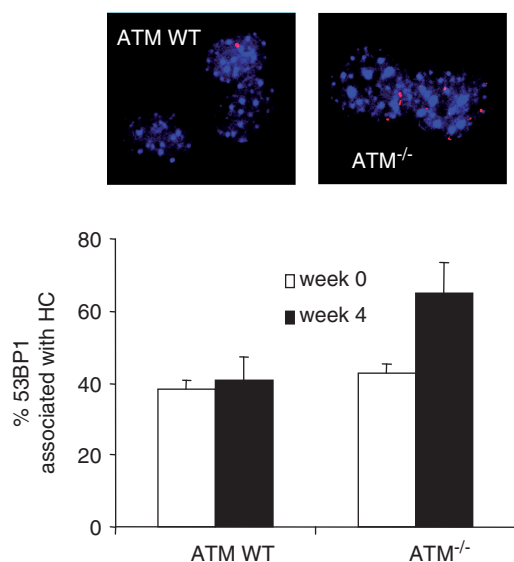 ATM WT
ATM-/-
% 53BP1
associated with HC
80
60
40
20
0
week 0
week 4
ATM WT
ATM-/-